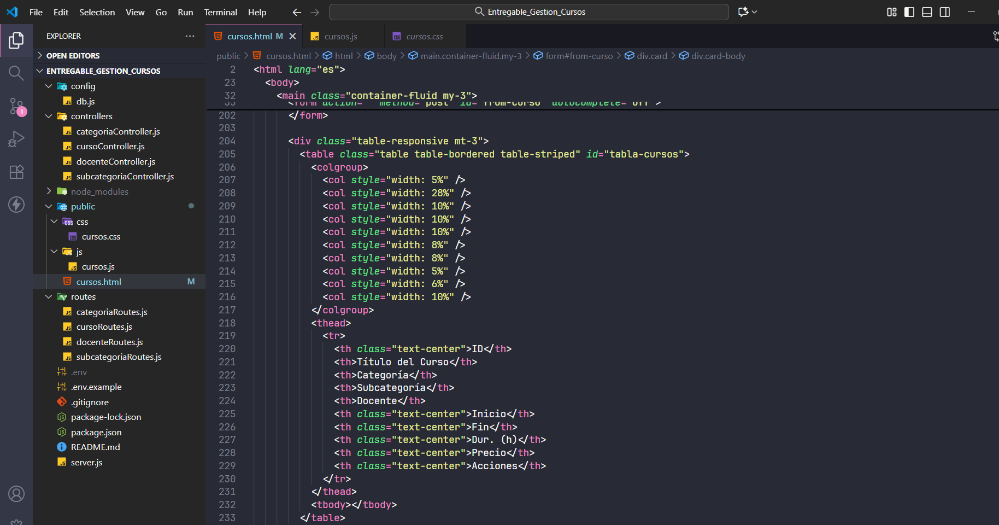 File Edit Selection View Go Run Terminal Help
Entregable_Gestion_Cursos
EXPLORER
OPEN EDITORS
ENTREGABLE_GESTION_CURSOS
config
db.js
controllers
categoriaController.js
cursoController.js
docenteController.js
subcategoriaController.js
node_modules
public
css
cursos.css
js
cursos.js
cursos.html M
routes
categoriaRoutes.js
cursoRoutes.js
docenteRoutes.js
subcategoriaRoutes.js
.env
.env.example
.gitignore
package-lock.json
package.json
README.md
server.js
1
cursos.html M
cursos.js
cursos.css
public > cursos.html > html > body > main.container-fluid.my-3 > form#from-curso > div.card > div.card-body
2 <html lang="es">
23 <body>
32 <main class="container-fluid my-3">
33 <form action="" method="post" id="from-curso" autocomplete="off">
202 </form>
203
204 <div class="table-responsive mt-3">
205 <table class="table table-bordered table-striped" id="tabla-cursos">
206 <colgroup>
207 <col style="width: 5%" />
208 <col style="width: 28%" />
209 <col style="width: 10%" />
210 <col style="width: 10%" />
211 <col style="width: 10%" />
212 <col style="width: 8%" />
213 <col style="width: 8%" />
214 <col style="width: 5%" />
215 <col style="width: 6%" />
216 <col style="width: 10%" />
217 </colgroup>
218 <thead>
219 <tr>
220 <th class="text-center">ID</th>
221 <th>Título del Curso</th>
222 <th>Categoría</th>
223 <th>Subcategoría</th>
224 <th>Docente</th>
225 <th class="text-center">Inicio</th>
226 <th class="text-center">Fin</th>
227 <th class="text-center">Dur. (h)</th>
228 <th class="text-center">Precio</th>
229 <th class="text-center">Acciones</th>
230 </tr>
231 </thead>
232 <tbody></tbody>
233 </table>